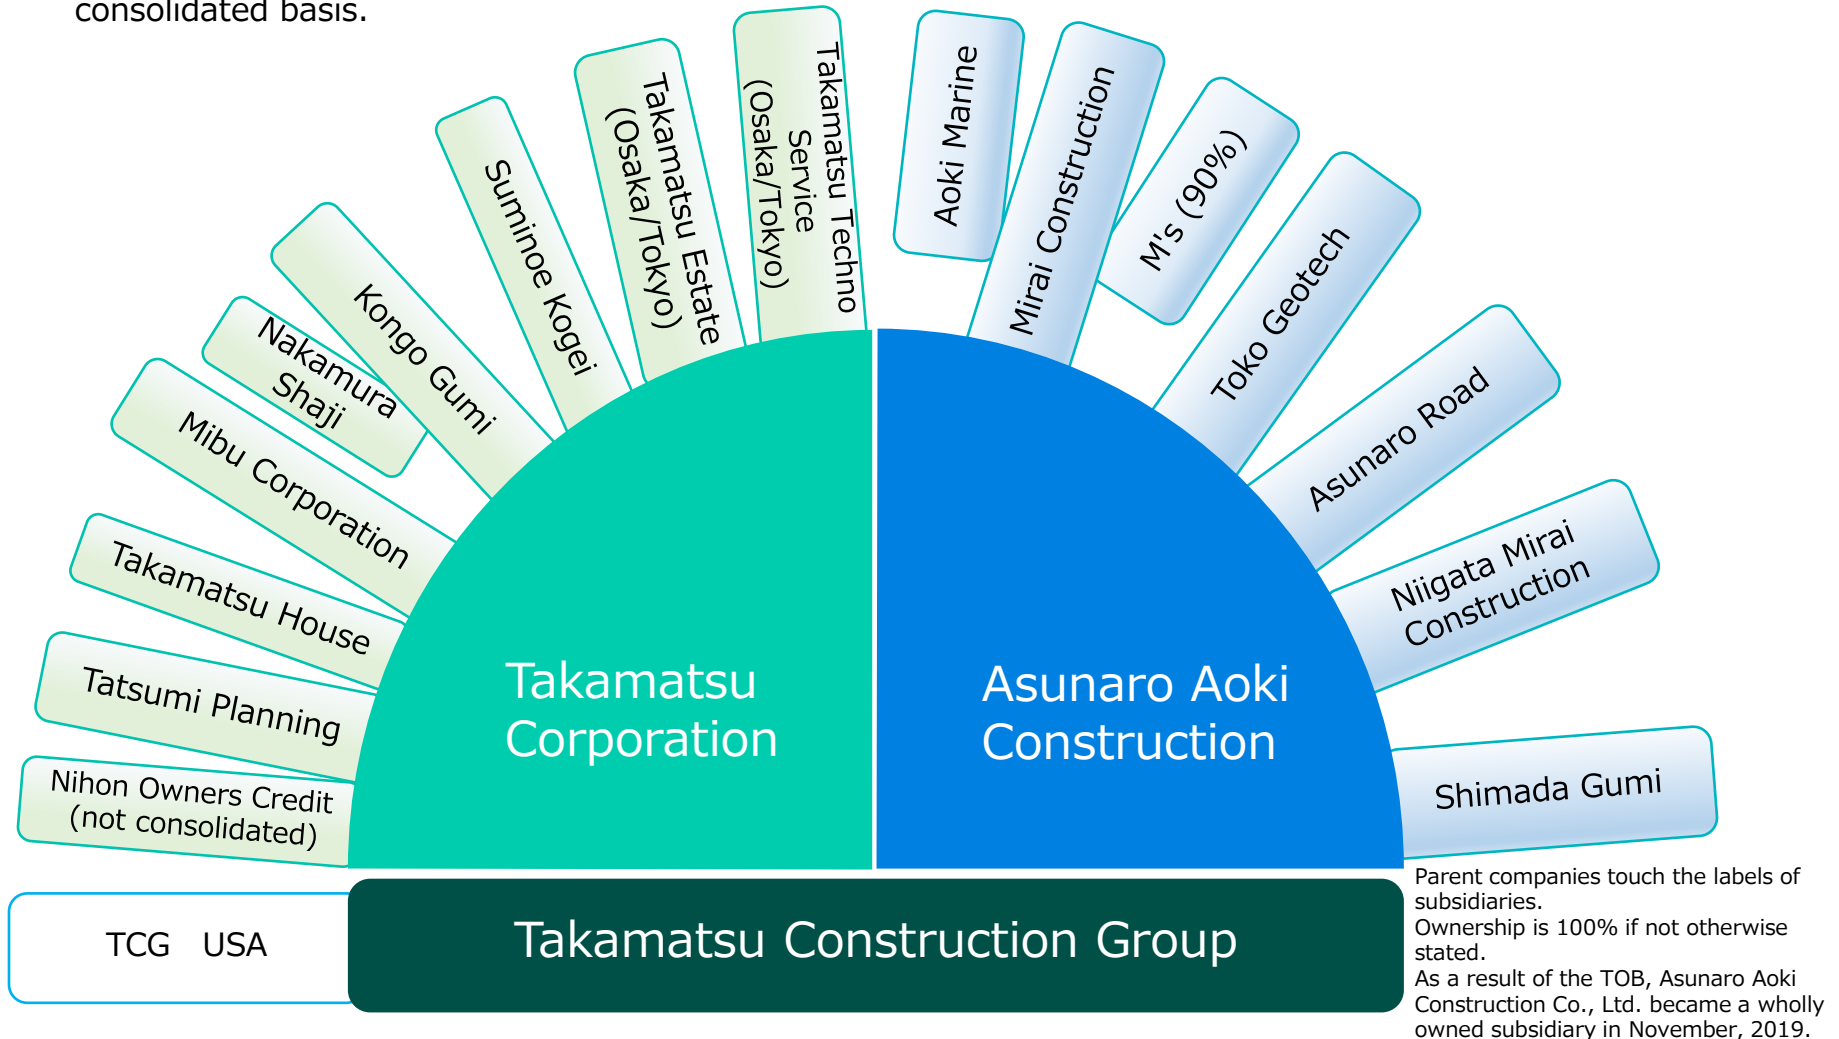 consolidated basis.
Nihon Owners Credit
(not consolidated)
Tatsumi Planning
Takamatsu House
Mibu Corporation
Nakamura
Shaji
Kongo Gumi
Suminoe Kogei
Takamatsu Estate
(Osaka/Tokyo)
Takamatsu Techno
Service
(Osaka/Tokyo)
Aoki Marine
Mirai Construction
M's (90%)
Toko Geotech
Asunaro Road
Niigata Mirai
Construction
Shimada Gumi
Takamatsu
Corporation
Asunaro Aoki
Construction
TCG USA
Takamatsu Construction Group
Parent companies touch the labels of
subsidiaries.
Ownership is 100% if not otherwise
stated.
As a result of the TOB, Asunaro Aoki
Construction Co., Ltd. became a wholly
owned subsidiary in November, 2019.